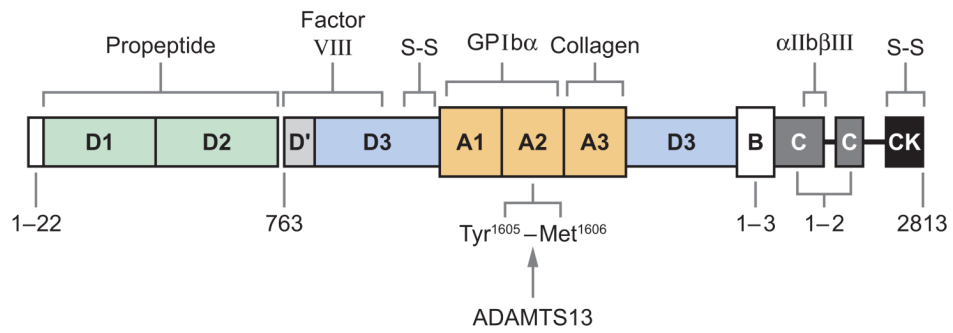 Propeptide
Factor
VIII
S-S
GPIbα
Collagen
αIIbβIII
S-S
D1
D2
D'
D3
A1
A2
A3
D3
B
C
C
CK
1–22
763
Tyr¹⁶⁰⁵–Met¹⁶⁰⁶
1–3
1–2
2813
ADAMTS13